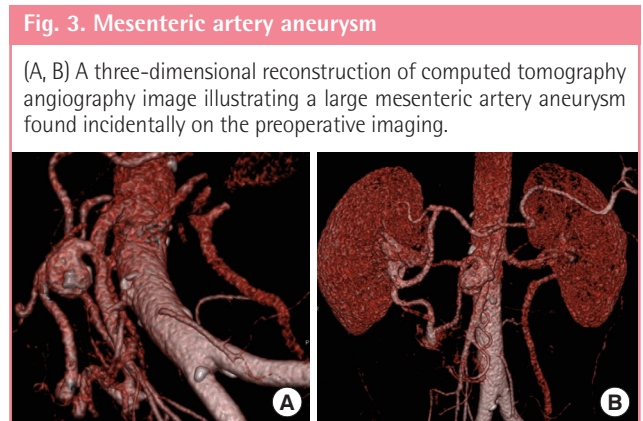 Fig. 3. Mesenteric artery aneurysm
(A, B) A three-dimensional reconstruction of computed tomography
angiography image illustrating a large mesenteric artery aneurysm
found incidentally on the preoperative imaging.
A
B